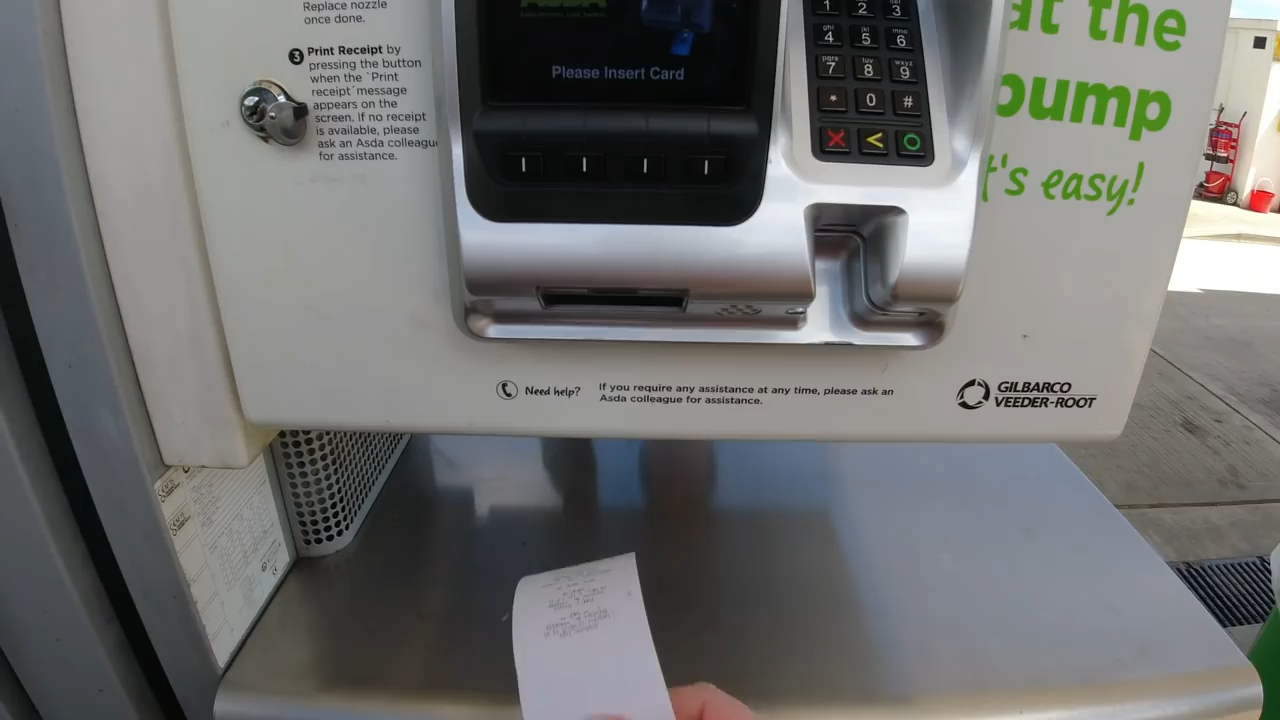 Replace nozzle
once done.
3 Print Receipt by
pressing the button
when the 'Print
receipt' message
appears on the
screen. If no receipt
is available, please
ask an Asda colleague
for assistance.
ASDA
Please Insert Card
1 2 3
ghi jkl mno
4 5 6
pqrs tuv wxyz
7 8 9
* 0 #
at the
pump
t's easy!
Need help?
If you require any assistance at any time, please ask an
Asda colleague for assistance.
GILBARCO
VEEDER-ROOT